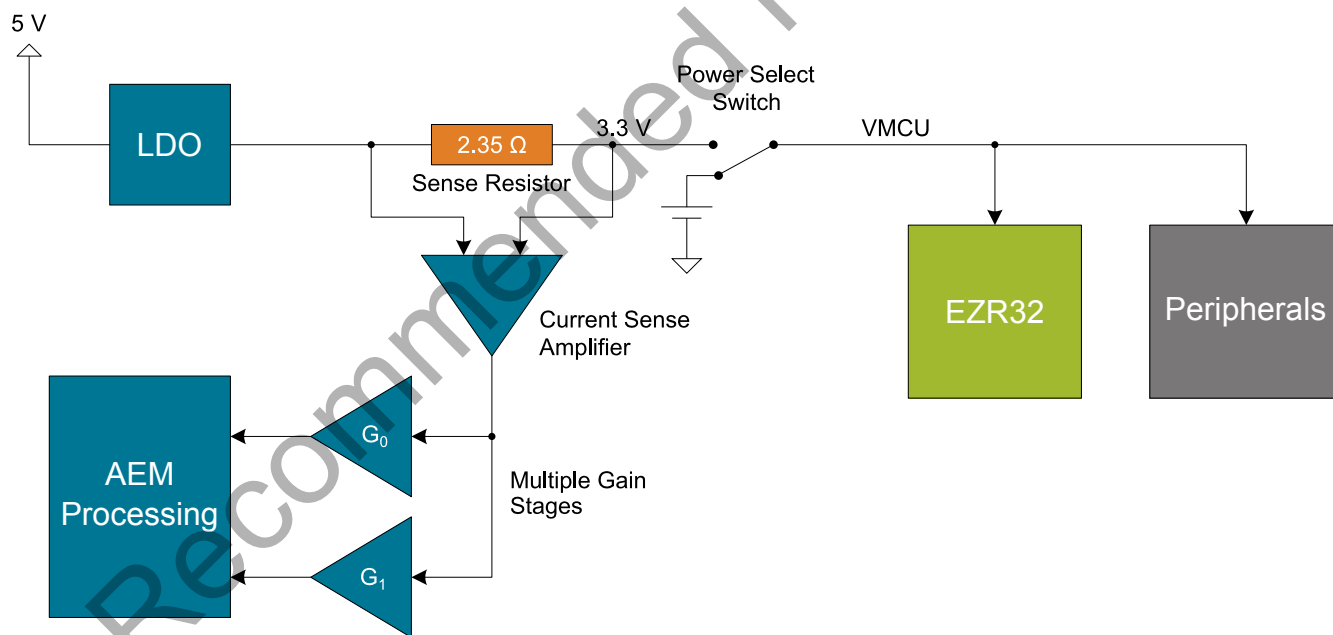 5 V
Power Select
Switch
LDO
2.35 Ω
3.3 V
VMCU
Sense Resistor
EZR32
Peripherals
Current Sense
Amplifier
G0
AEM
Processing
Multiple Gain
Stages
G1
Recommended